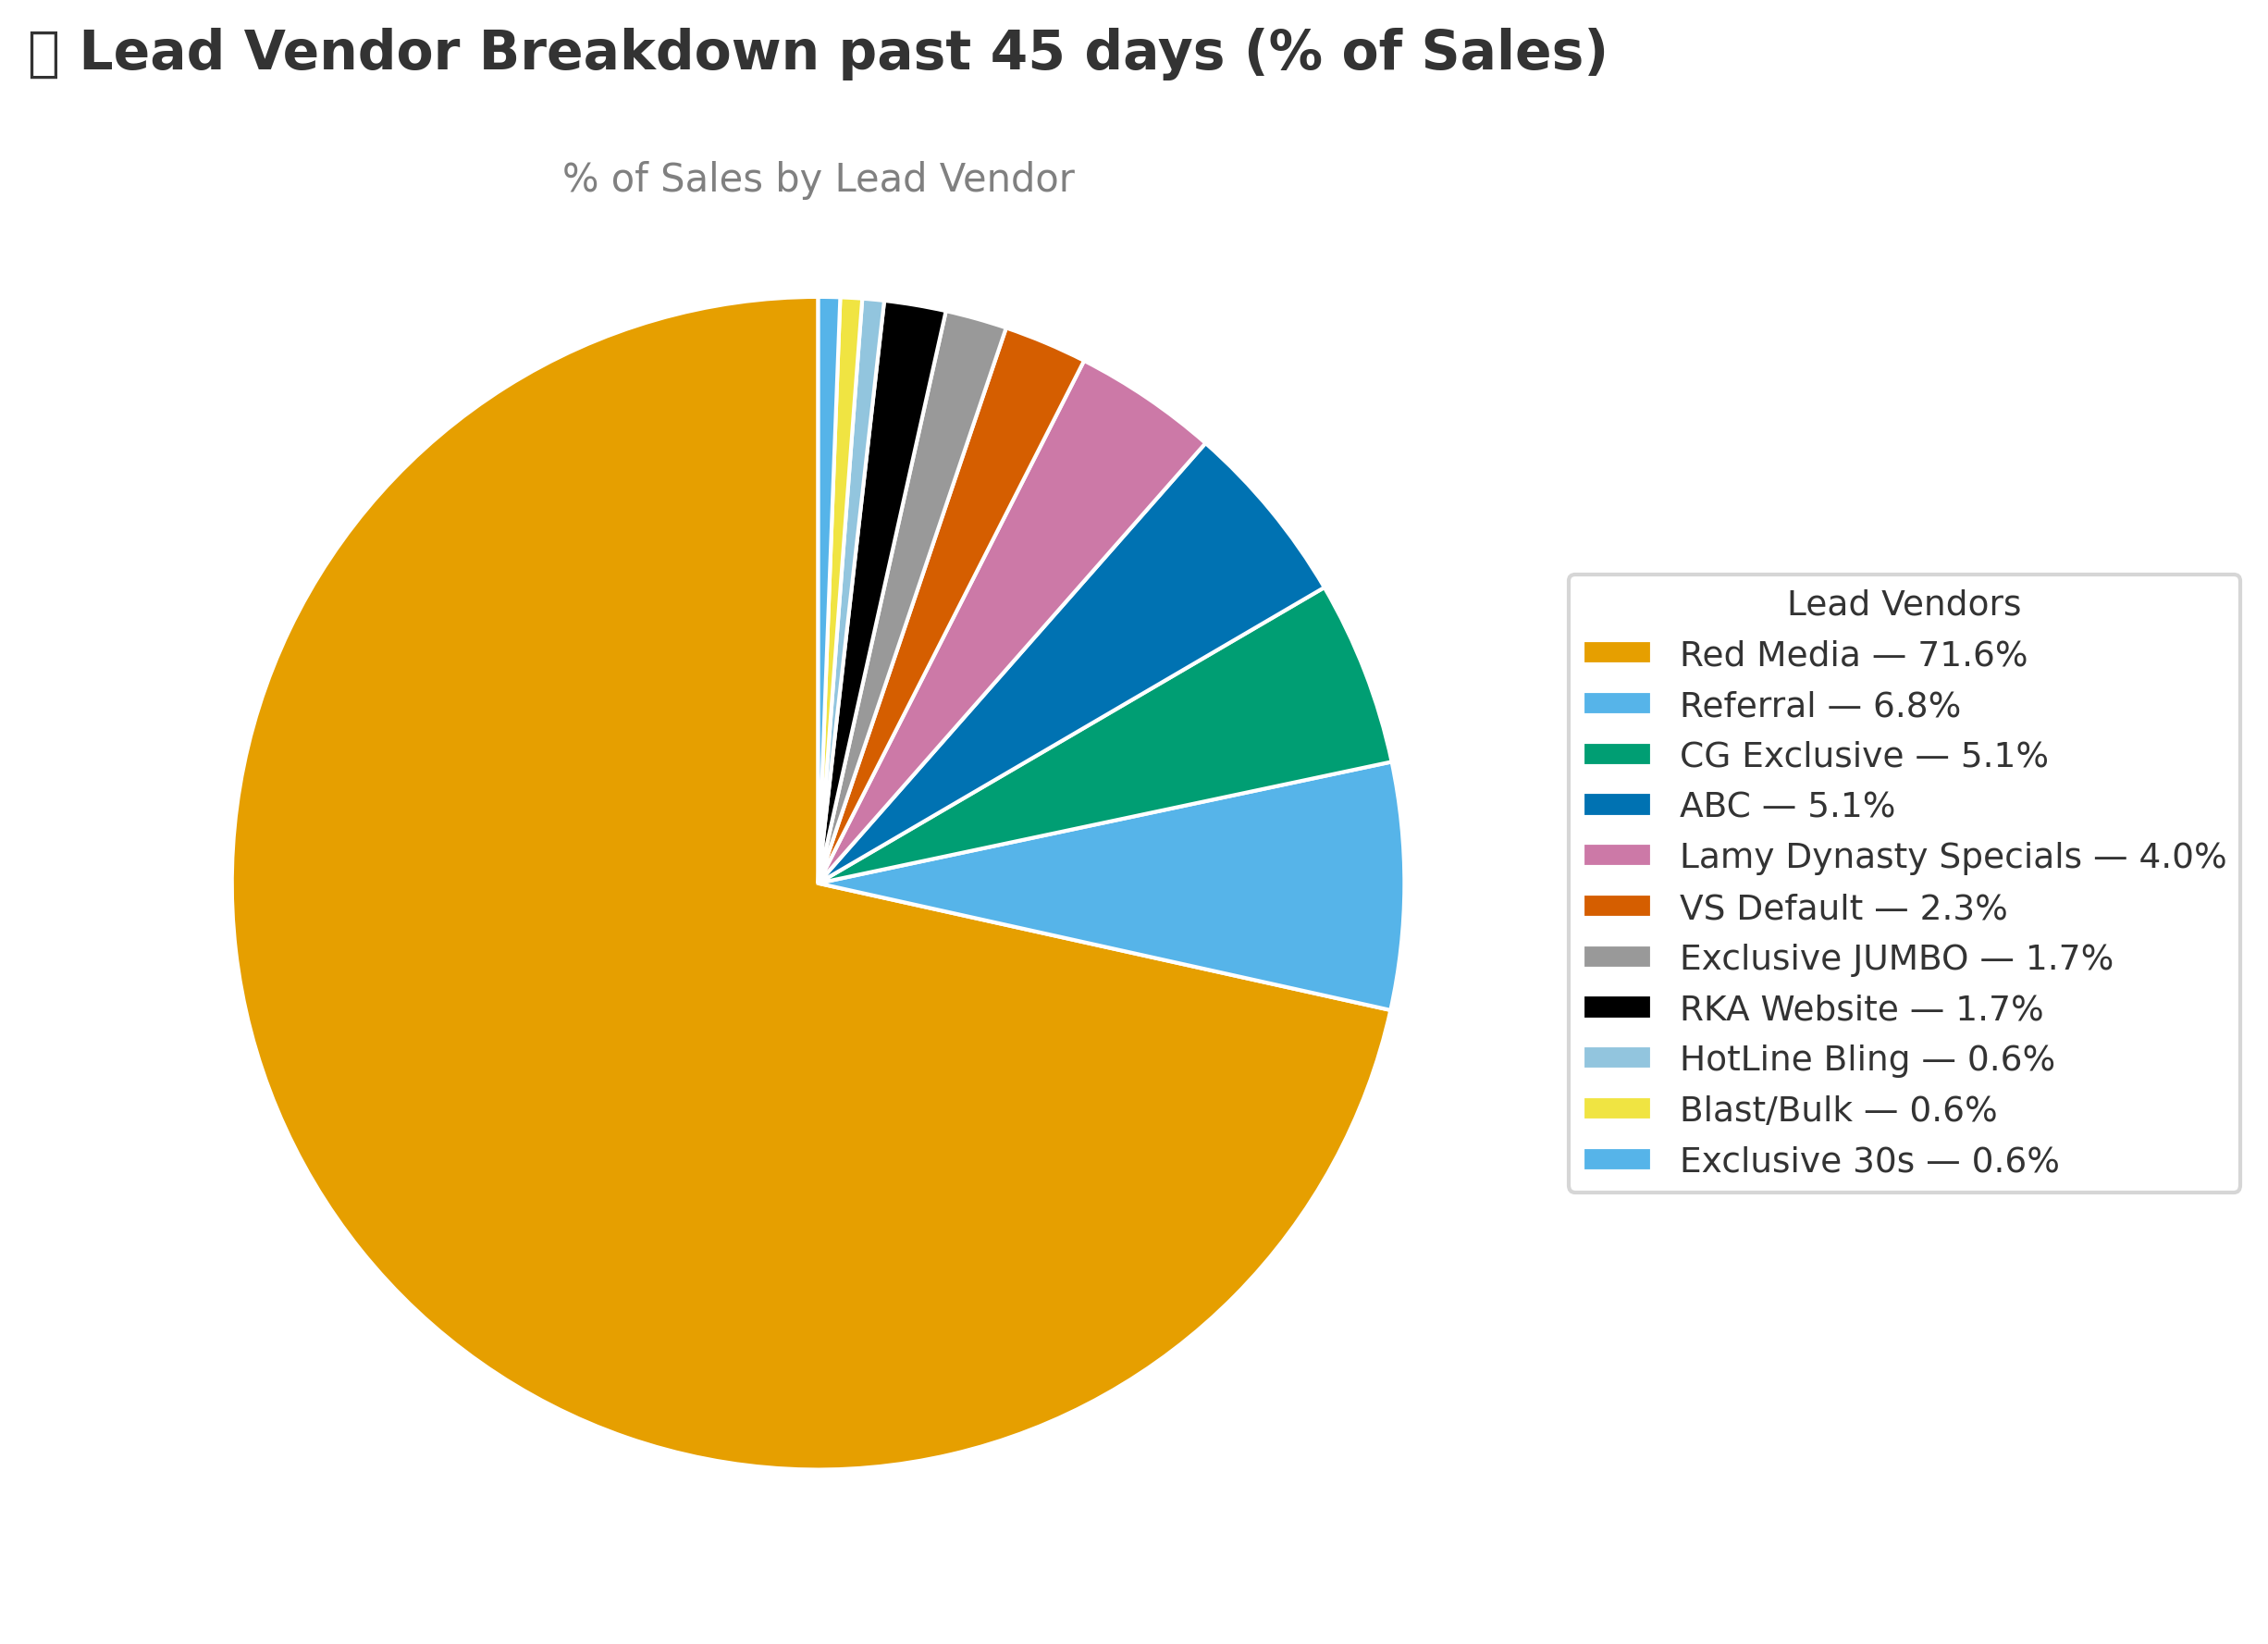 Lead Vendor Breakdown past 45 days (% of Sales)
% of Sales by Lead Vendor
Lead Vendors
Red Media — 71.6%
Referral — 6.8%
CG Exclusive — 5.1%
ABC — 5.1%
Lamy Dynasty Specials — 4.0%
VS Default — 2.3%
Exclusive JUMBO — 1.7%
RKA Website — 1.7%
HotLine Bling — 0.6%
Blast/Bulk — 0.6%
Exclusive 30s — 0.6%